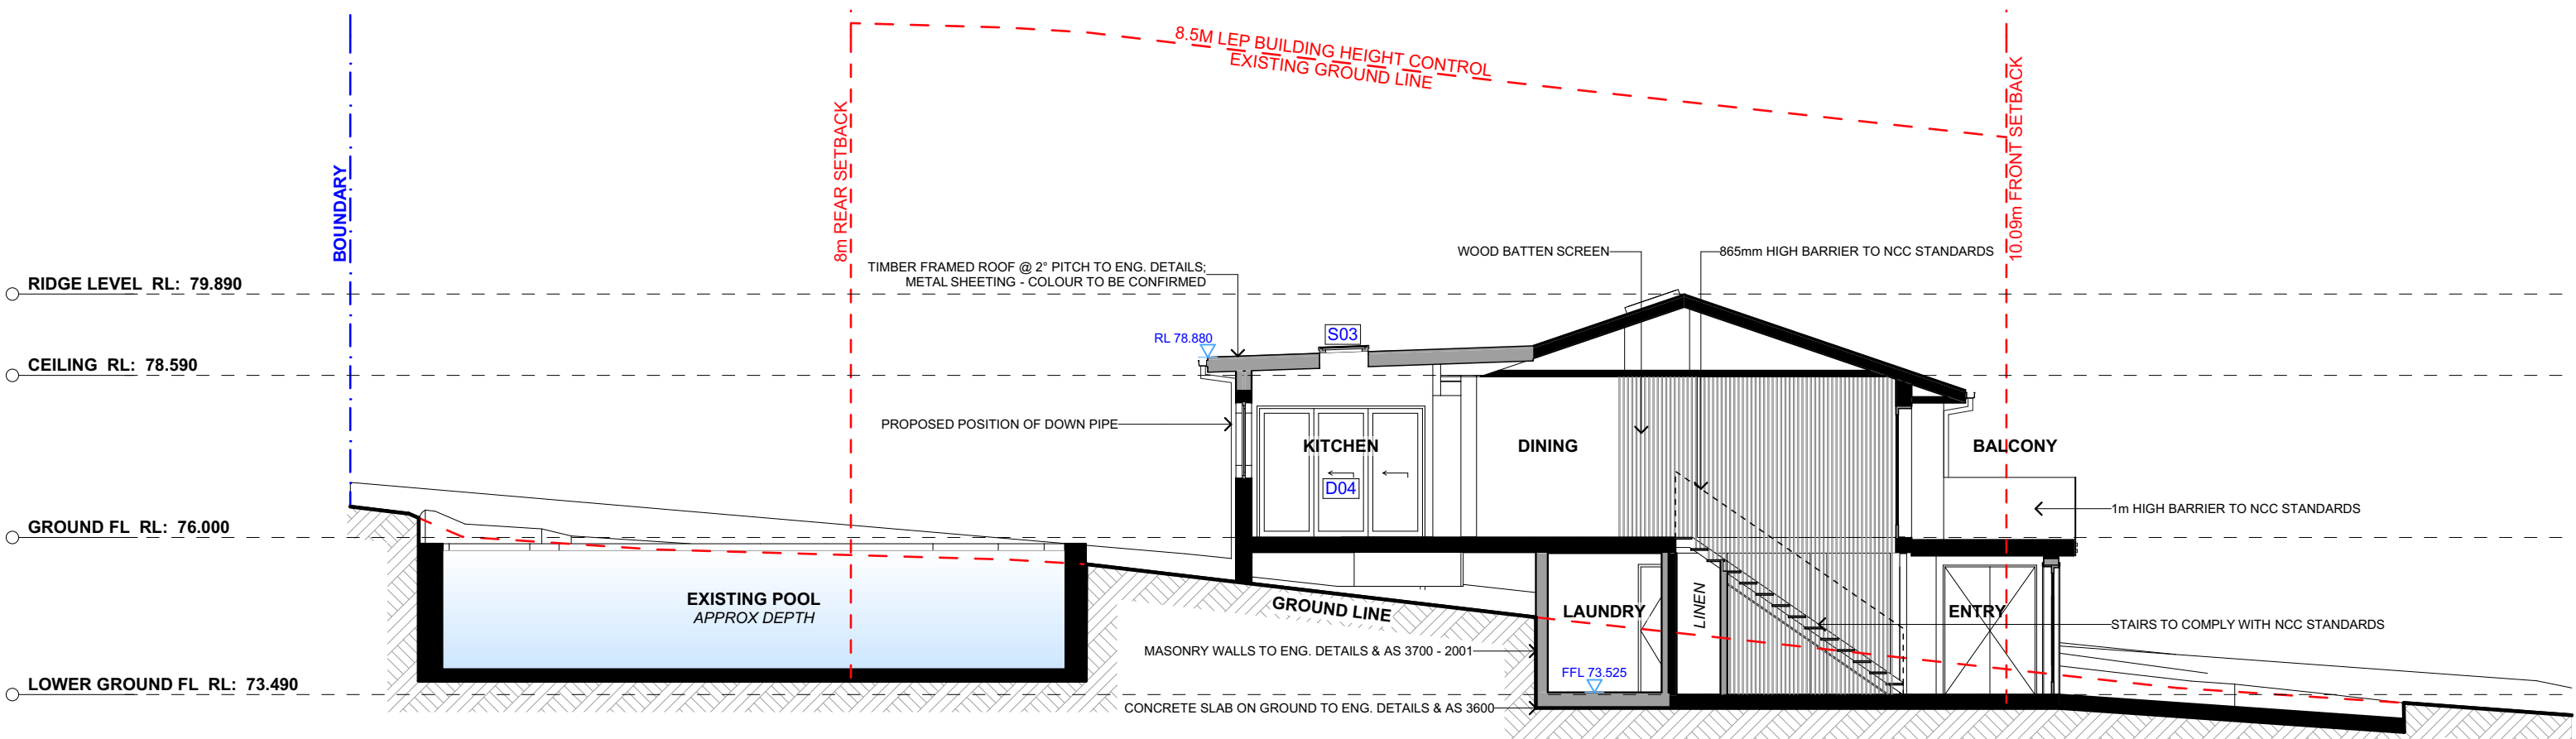 8.5M LEP BUILDING HEIGHT CONTROL
EXISTING GROUND LINE
BOUNDARY
8m REAR SETBACK
10.09m FRONT SETBACK
WOOD BATTEN SCREEN
865mm HIGH BARRIER TO NCC STANDARDS
TIMBER FRAMED ROOF @ 2° PITCH TO ENG. DETAILS;
METAL SHEETING - COLOUR TO BE CONFIRMED
RIDGE LEVEL RL: 79.890
RL 78.880
S03
CEILING RL: 78.590
PROPOSED POSITION OF DOWN PIPE
KITCHEN
DINING
BALCONY
D04
1m HIGH BARRIER TO NCC STANDARDS
GROUND FL RL: 76.000
EXISTING POOL
APPROX DEPTH
GROUND LINE
LAUNDRY
LINEN
ENTRY
STAIRS TO COMPLY WITH NCC STANDARDS
MASONRY WALLS TO ENG. DETAILS & AS 3700 - 2001
FFL 73.525
LOWER GROUND FL RL: 73.490
CONCRETE SLAB ON GROUND TO ENG. DETAILS & AS 3600